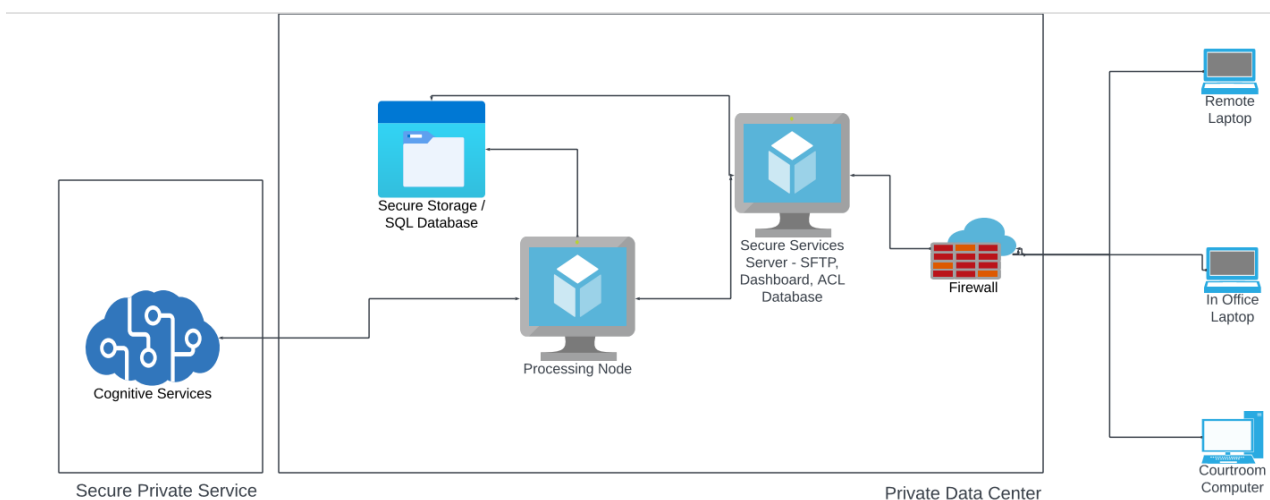 Remote
Laptop
Secure Storage /
SQL Database
Secure Services
Server - SFTP,
Dashboard, ACL
Database
Firewall
In Office
Laptop
Processing Node
Cognitive Services
Courtroom
Computer
Secure Private Service
Private Data Center